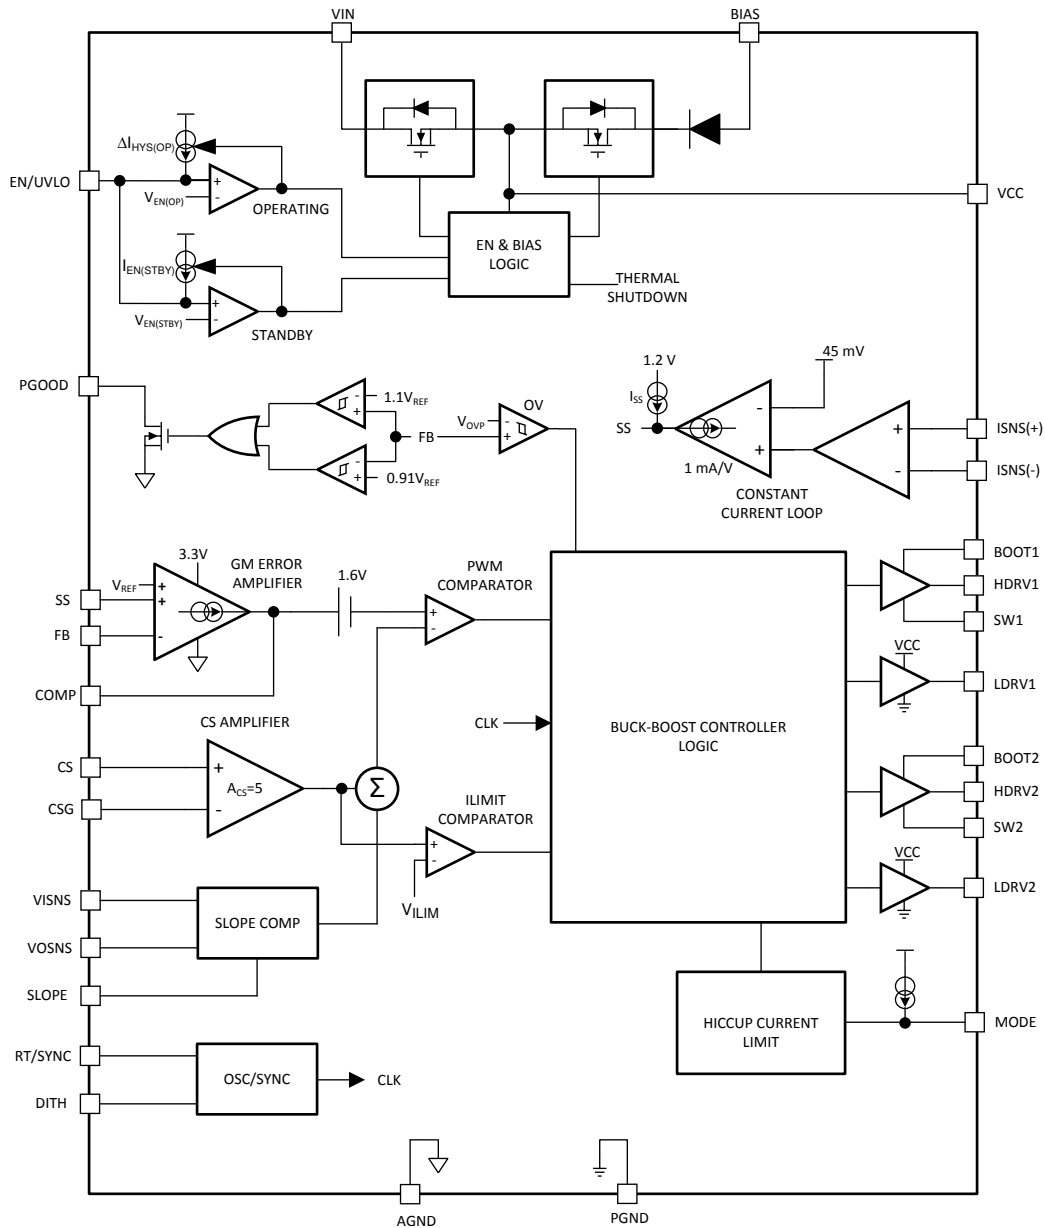 VIN
BIAS
ΔIHYS(OP)
EN/UVLO
+
VEN(OP)
-
OPERATING
VCC
EN & BIAS
LOGIC
IEN(STBY)
THERMAL
SHUTDOWN
+
VEN(STBY)
-
STANDBY
1.2 V
45 mV
PGOOD
ISS
-
1.1VREF
+
OV
VOVP
-
+
FB
SS
-
+
1 mA/V
+
-
ISNS(+)
ISNS(-)
-
+
0.91VREF
CONSTANT
CURRENT LOOP
3.3V
GM ERROR
AMPLIFIER
1.6V
PWM
COMPARATOR
BOOT1
VREF
+
+
-
SS
FB
+
-
HDRV1
SW1
VCC
LDRV1
COMP
CS AMPLIFIER
CLK
BUCK-BOOST CONTROLLER
LOGIC
BOOT2
CS
+
ACS=5
-
CSG
Σ
HDRV2
ILIMIT
COMPARATOR
SW2
+
-
VCC
LDRV2
VISNS
VILIM
SLOPE COMP
VOSNS
SLOPE
HICCUP CURRENT
LIMIT
MODE
RT/SYNC
OSC/SYNC
CLK
DITH
AGND
PGND